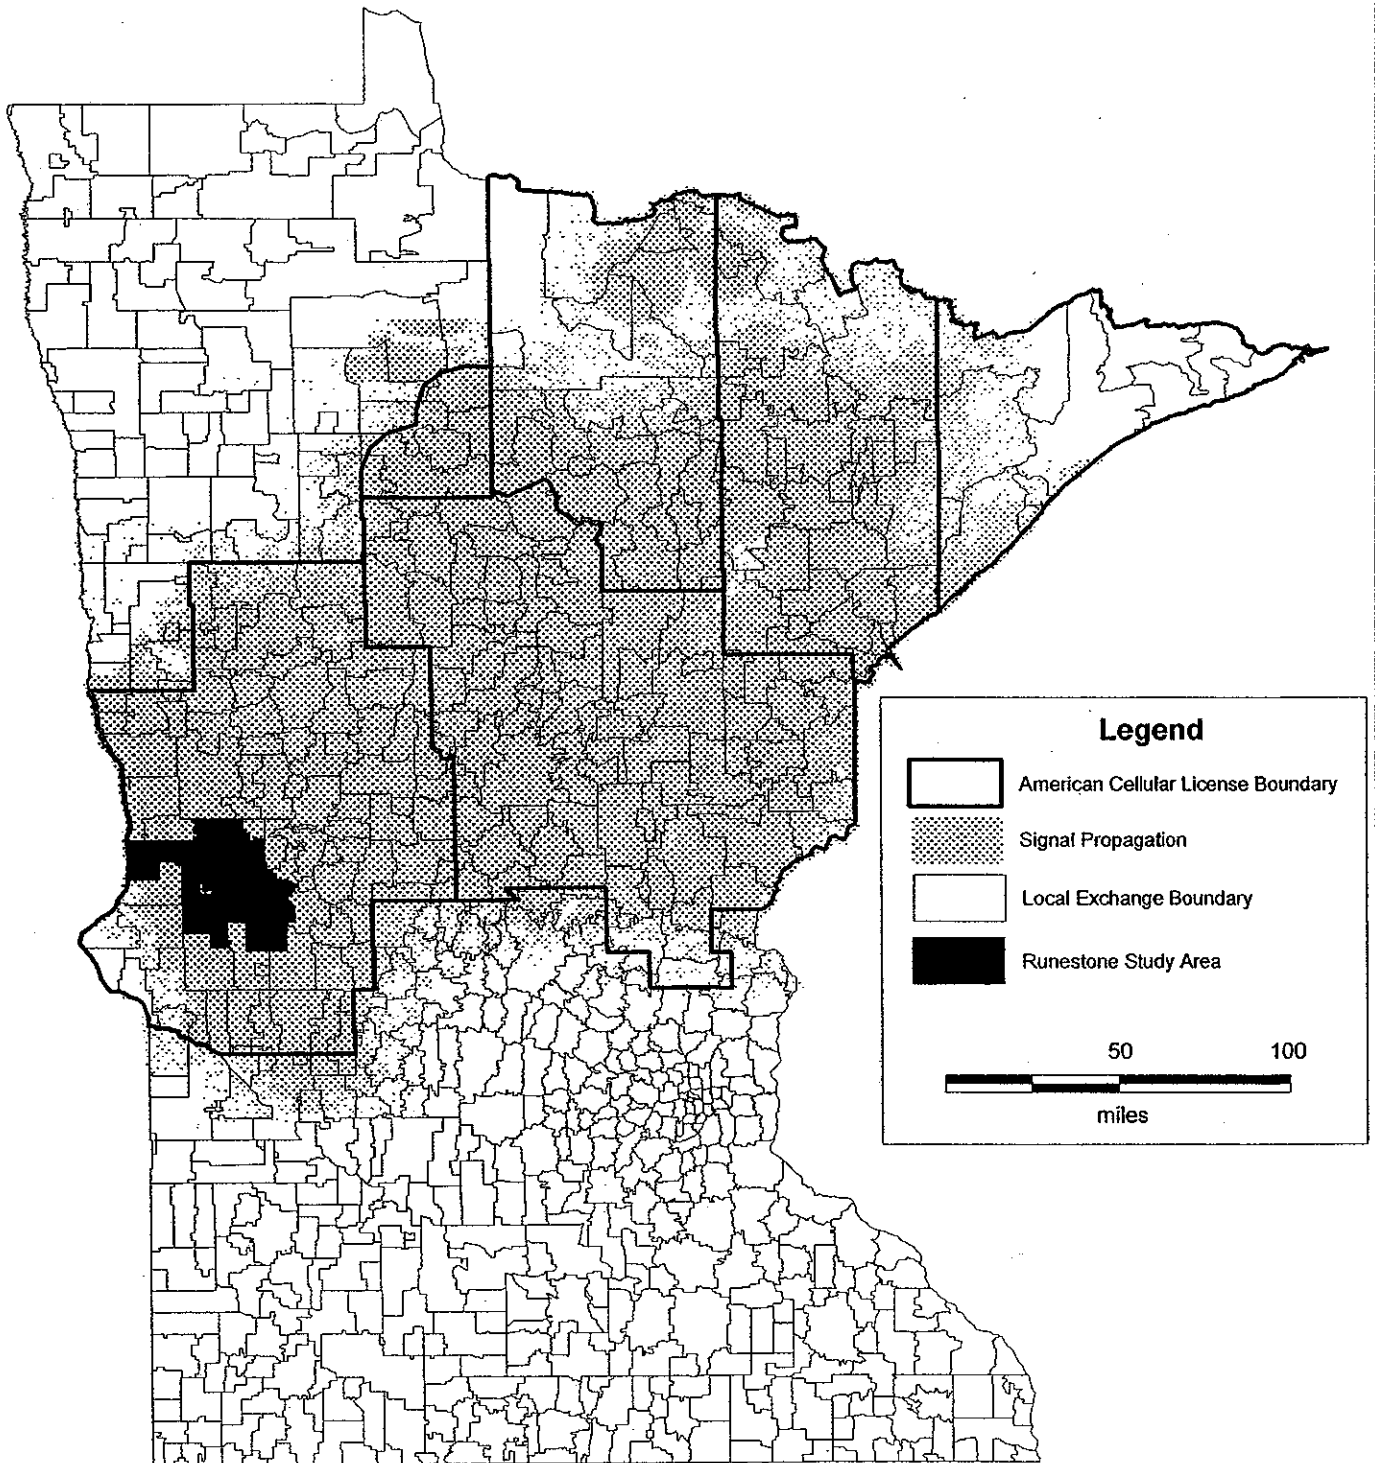 Legend
American Cellular License Boundary
Signal Propagation
Local Exchange Boundary
Runestone Study Area
50 100
miles